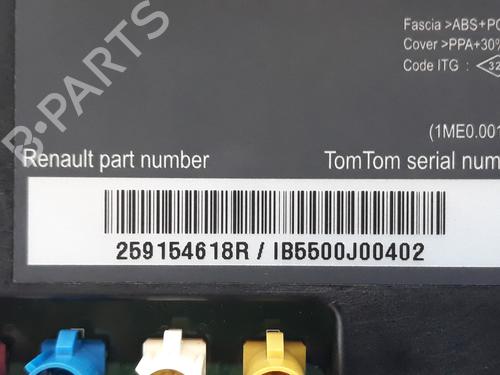 Fascia >ABS+PC
Cover >PPA+30%
Code ITG : 32
(1ME0.001
Renault part number TomTom serial num
259154618R / IB5500J00402
B-PARTS